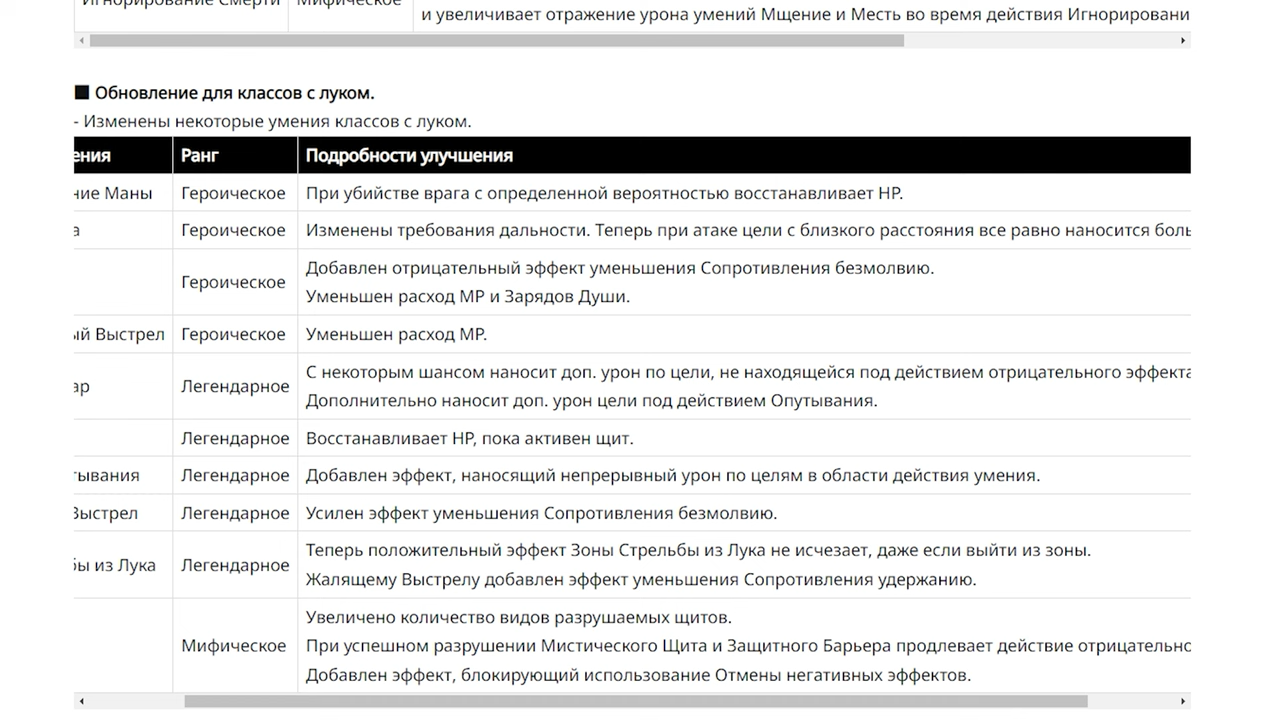 Игнорирование Смерти Мифическое
и увеличивает отражение урона умений Мщение и Месть во время действия Игнорировани
■ Обновление для классов с луком.
- Изменены некоторые умения классов с луком.
ения Ранг Подробности улучшения
ние Маны Героическое При убийстве врага с определенной вероятностью восстанавливает HP.
а Героическое Изменены требования дальности. Теперь при атаке цели с близкого расстояния все равно наносится боль
Героическое
Добавлен отрицательный эффект уменьшения Сопротивления безмолвию.
Уменьшен расход MP и Зарядов Души.
ый Выстрел Героическое Уменьшен расход MP.
ар Легендарное
С некоторым шансом наносит доп. урон по цели, не находящейся под действием отрицательного эффекта
Дополнительно наносит доп. урон цели под действием Опутывания.
Легендарное Восстанавливает HP, пока активен щит.
тывания Легендарное Добавлен эффект, наносящий непрерывный урон по целям в области действия умения.
Выстрел Легендарное Усилен эффект уменьшения Сопротивления безмолвию.
бы из Лука Легендарное
Теперь положительный эффект Зоны Стрельбы из Лука не исчезает, даже если выйти из зоны.
Жалящему Выстрелу добавлен эффект уменьшения Сопротивления удержанию.
Мифическое
Увеличено количество видов разрушаемых щитов.
При успешном разрушении Мистического Щита и Защитного Барьера продлевает действие отрицательно
Добавлен эффект, блокирующий использование Отмены негативных эффектов.